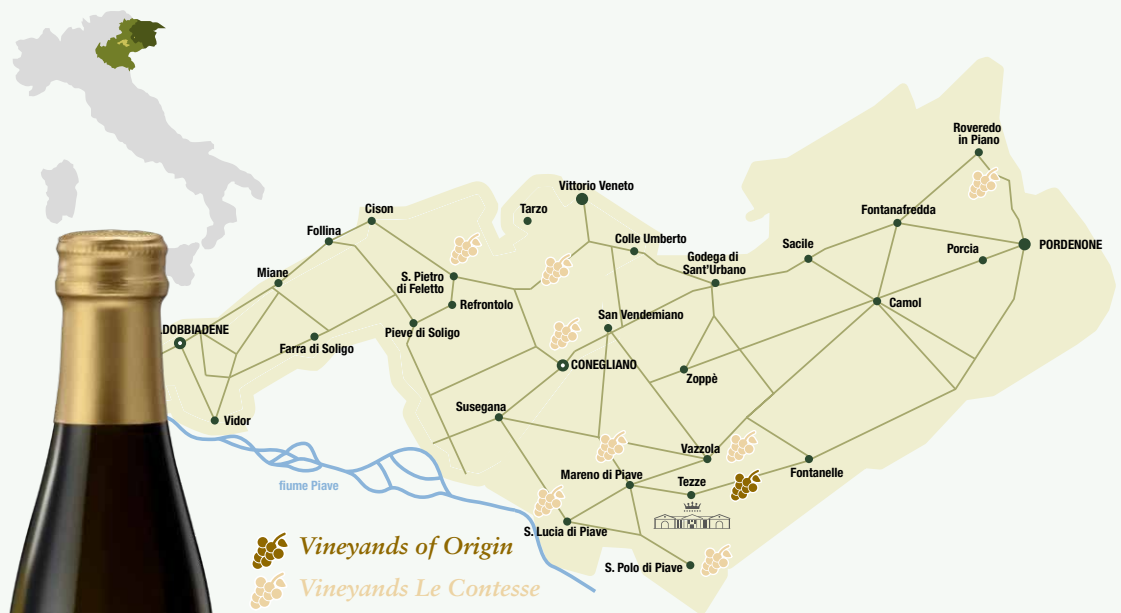 Roveredo
in Piano
Vittorio Veneto
Cison
Tarzo
Fontanafredda
Follina
Colle Umberto
Sacile
Porcia
PORDENONE
Godega di
Sant'Urbano
Miane
S. Pietro
di Feletto
Refrontolo
Camol
San Vendemiano
DOBBIADENE
Pieve di Soligo
Farra di Soligo
CONEGLIANO
Zoppè
Susegana
Vidor
Vazzola
Mareno di Piave
Tezze
Fontanelle
fiume Piave
S. Lucia di Piave
S. Polo di Piave
Vineyands of Origin
Vineyands Le Contesse